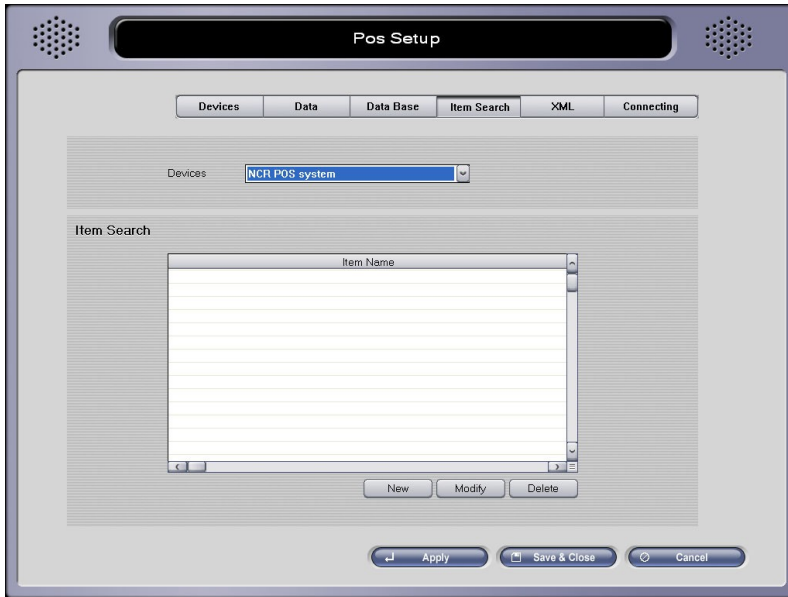 Pos Setup
Devices Data Data Base Item Search XML Connecting
Devices NCR POS system
Item Search
Item Name
New Modify Delete
Apply Save & Close Cancel